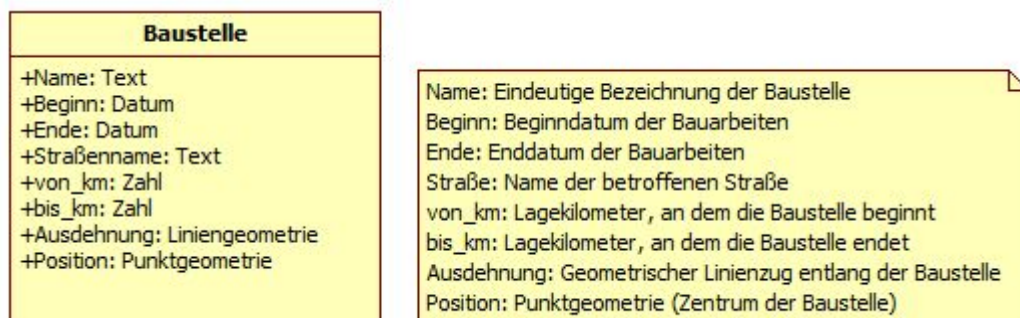 Baustelle
+Name: Text
+Beginn: Datum
+Ende: Datum
+Straßenname: Text
+von_km: Zahl
+bis_km: Zahl
+Ausdehnung: Liniengeometrie
+Position: Punktgeometrie
Name: Eindeutige Bezeichnung der Baustelle
Beginn: Beginndatum der Bauarbeiten
Ende: Enddatum der Bauarbeiten
Straße: Name der betroffenen Straße
von_km: Lagekilometer, an dem die Baustelle beginnt
bis_km: Lagekilometer, an dem die Baustelle endet
Ausdehnung: Geometrischer Linienzug entlang der Baustelle
Position: Punktgeometrie (Zentrum der Baustelle)